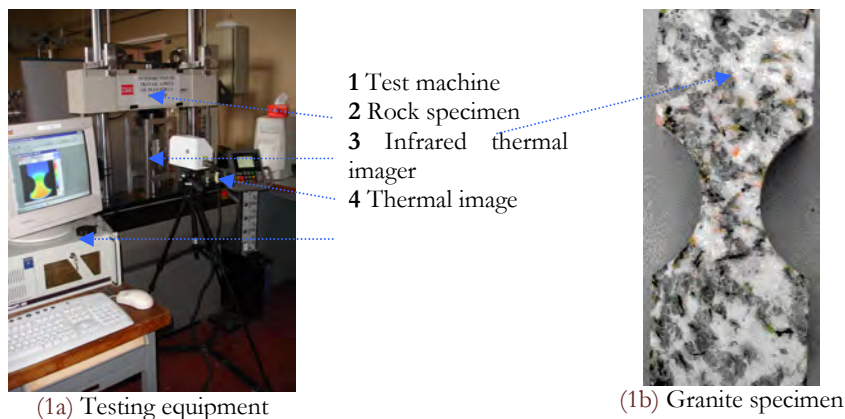 1 Test machine
2 Rock specimen
3 Infrared thermal
imager
4 Thermal image
(1a) Testing equipment
(1b) Granite specimen